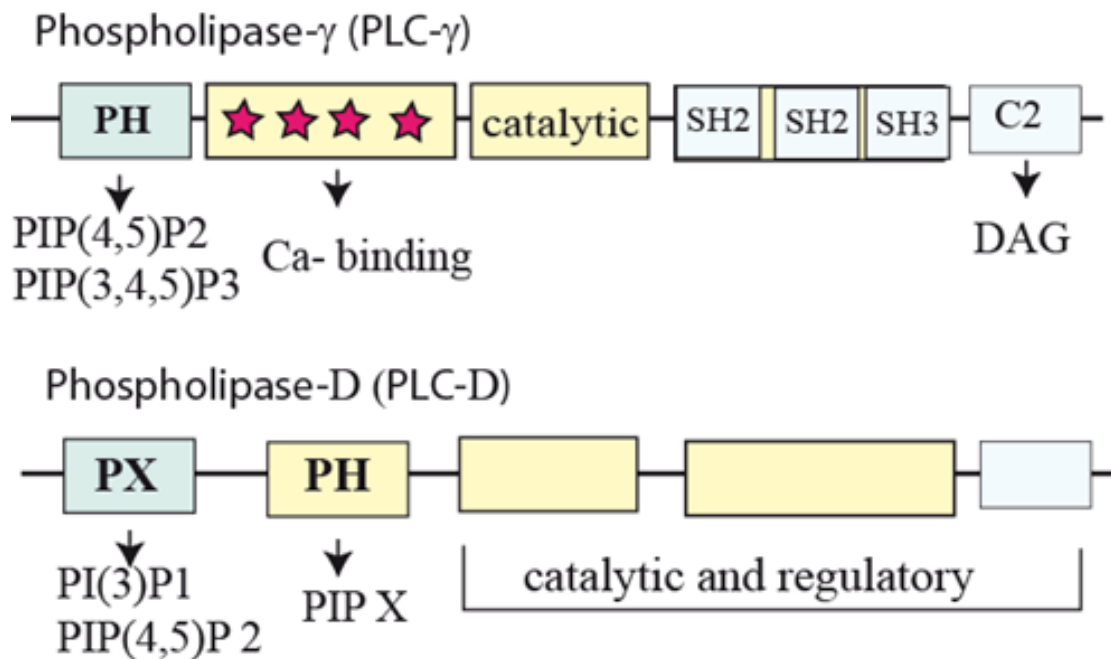 Phospholipase-γ (PLC-γ)
PH
catalytic
SH2
SH2
SH3
C2
PIP(4,5)P2
PIP(3,4,5)P3
Ca- binding
DAG
Phospholipase-D (PLC-D)
PX
PH
PI(3)P1
PIP(4,5)P 2
PIP X
catalytic and regulatory